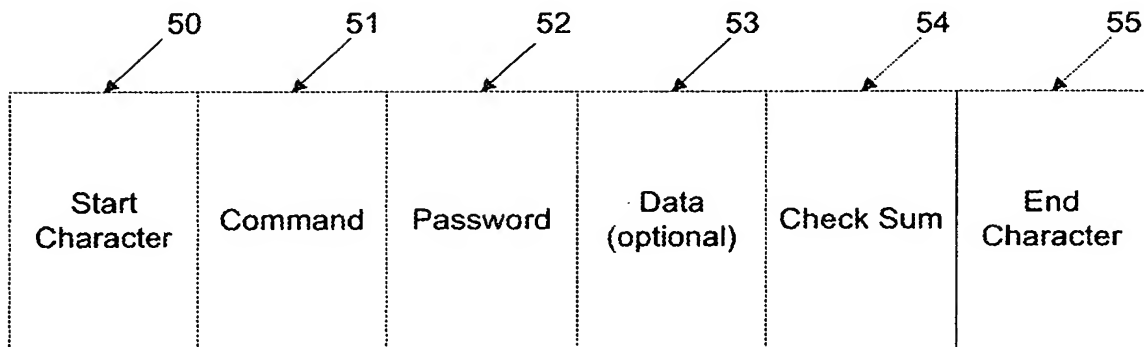 50 51 52 53 54 55
Start Character
Command
Password
Data (optional)
Check Sum
End Character